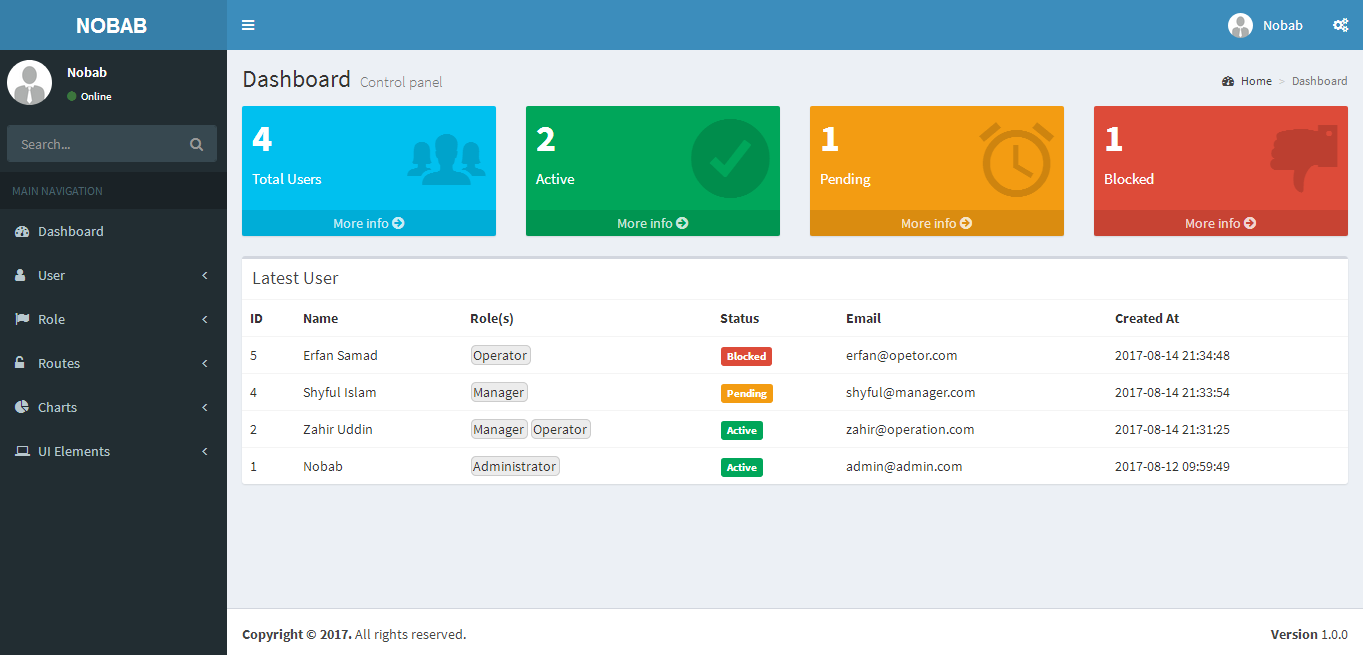 NOBAB
Nobab
Nobab
Online
Search...
MAIN NAVIGATION
Dashboard
User
Role
Routes
Charts
UI Elements
Dashboard Control panel
Home > Dashboard
4
Total Users
More info
2
Active
More info
1
Pending
More info
1
Blocked
More info
Latest User
ID Name Role(s) Status Email Created At
5 Erfan Samad Operator Blocked erfan@opetor.com 2017-08-14 21:34:48
4 Shyful Islam Manager Pending shyful@manager.com 2017-08-14 21:33:54
2 Zahir Uddin Manager Operator Active zahir@operation.com 2017-08-14 21:31:25
1 Nobab Administrator Active admin@admin.com 2017-08-12 09:59:49
Copyright © 2017. All rights reserved.
Version 1.0.0